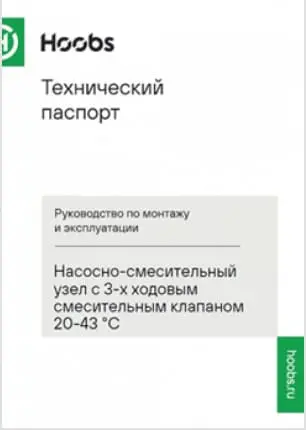 Hoobs
Технический
паспорт
Руководство по монтажу
и эксплуатации
Насосно-смесительный
узел с 3-х ходовым
смесительным клапаном
20-43 °C
hoobs.ru